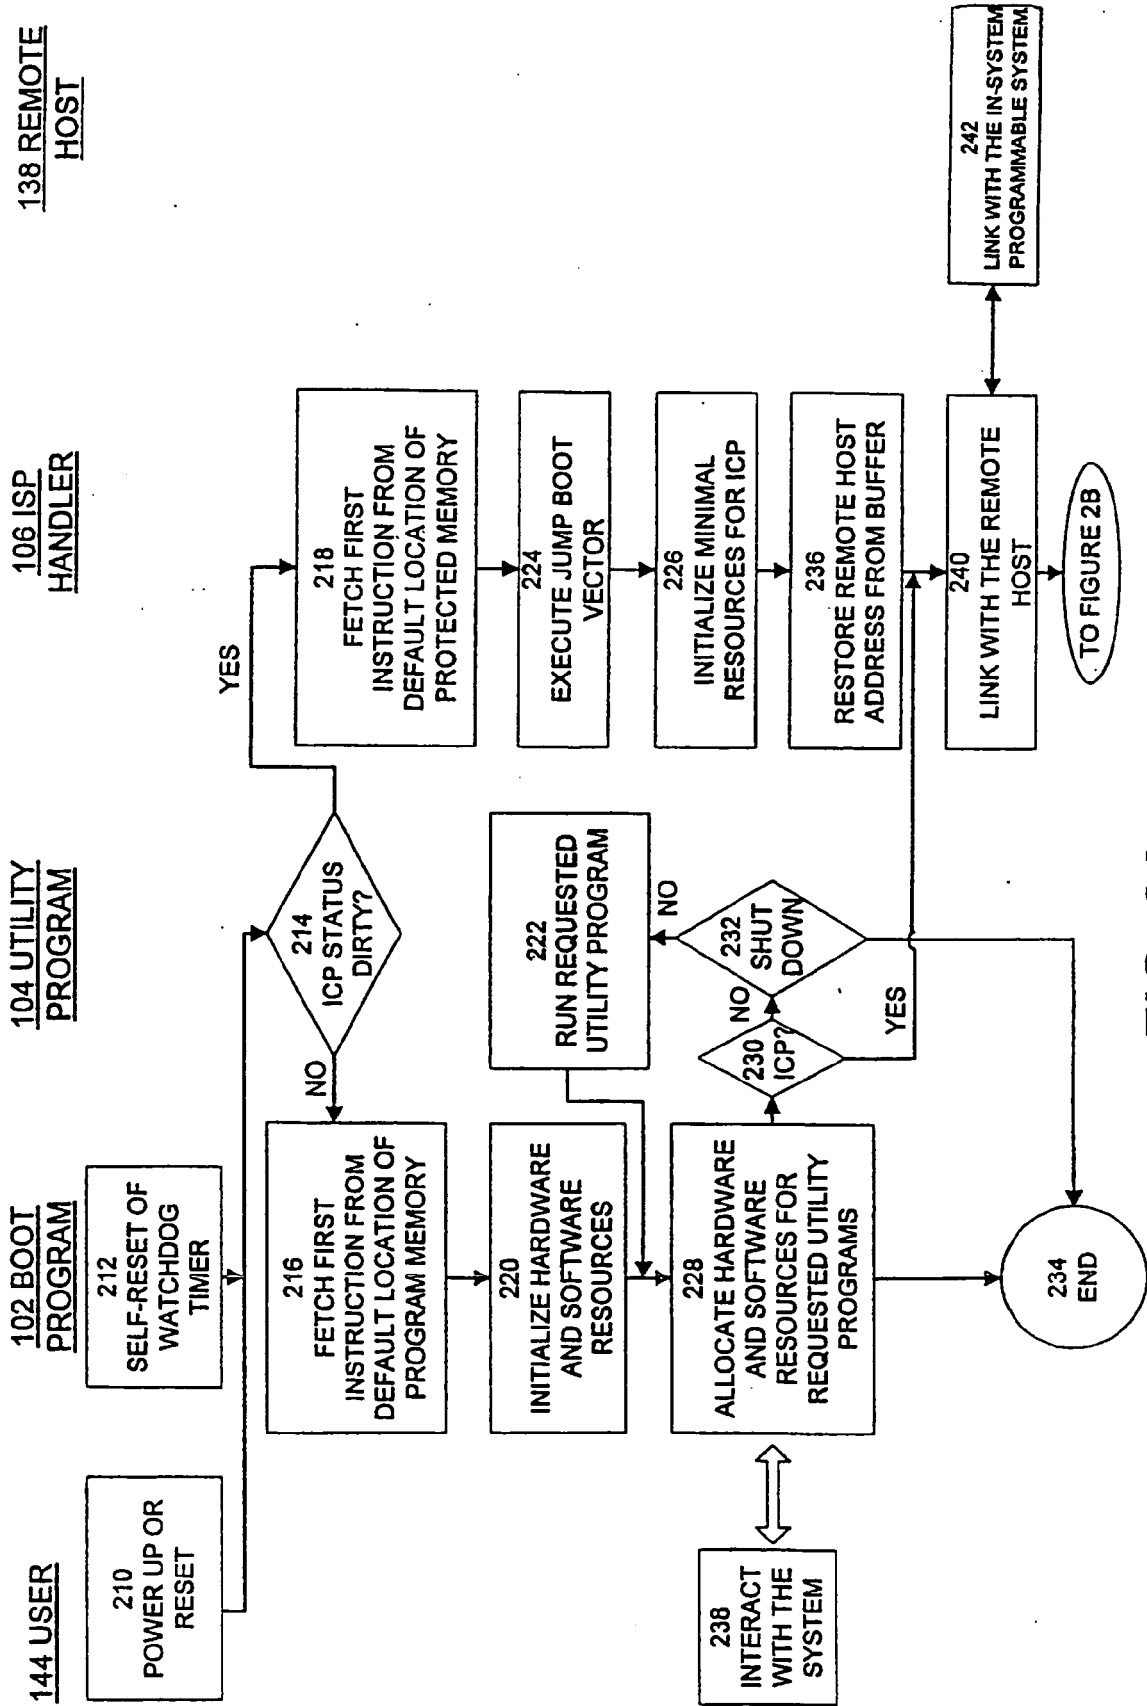 144 USER
102 BOOT
PROGRAM
104 UTILITY
PROGRAM
106 ISP
HANDLER
138 REMOTE
HOST
210
POWER UP OR
RESET
212
SELF-RESET OF
WATCHDOG
TIMER
214
ICP STATUS
DIRTY?
NO
YES
216
FETCH FIRST
INSTRUCTION FROM
DEFAULT LOCATION OF
PROGRAM MEMORY
218
FETCH FIRST
INSTRUCTION FROM
DEFAULT LOCATION OF
PROTECTED MEMORY
220
INITIALIZE HARDWARE
AND SOFTWARE
RESOURCES
222
RUN REQUESTED
UTILITY PROGRAM
224
EXECUTE JUMP BOOT
VECTOR
226
INITIALIZE MINIMAL
RESOURCES FOR ICP
228
ALLOCATE HARDWARE
AND SOFTWARE
RESOURCES FOR
REQUESTED UTILITY
PROGRAMS
230
ICP?
NO
YES
232
SHUT
DOWN
NO
236
RESTORE REMOTE HOST
ADDRESS FROM BUFFER
238
INTERACT
WITH THE
SYSTEM
234
END
240
LINK WITH THE REMOTE
HOST
242
LINK WITH THE IN-SYSTEM
PROGRAMMABLE SYSTEM
TO FIGURE 2B